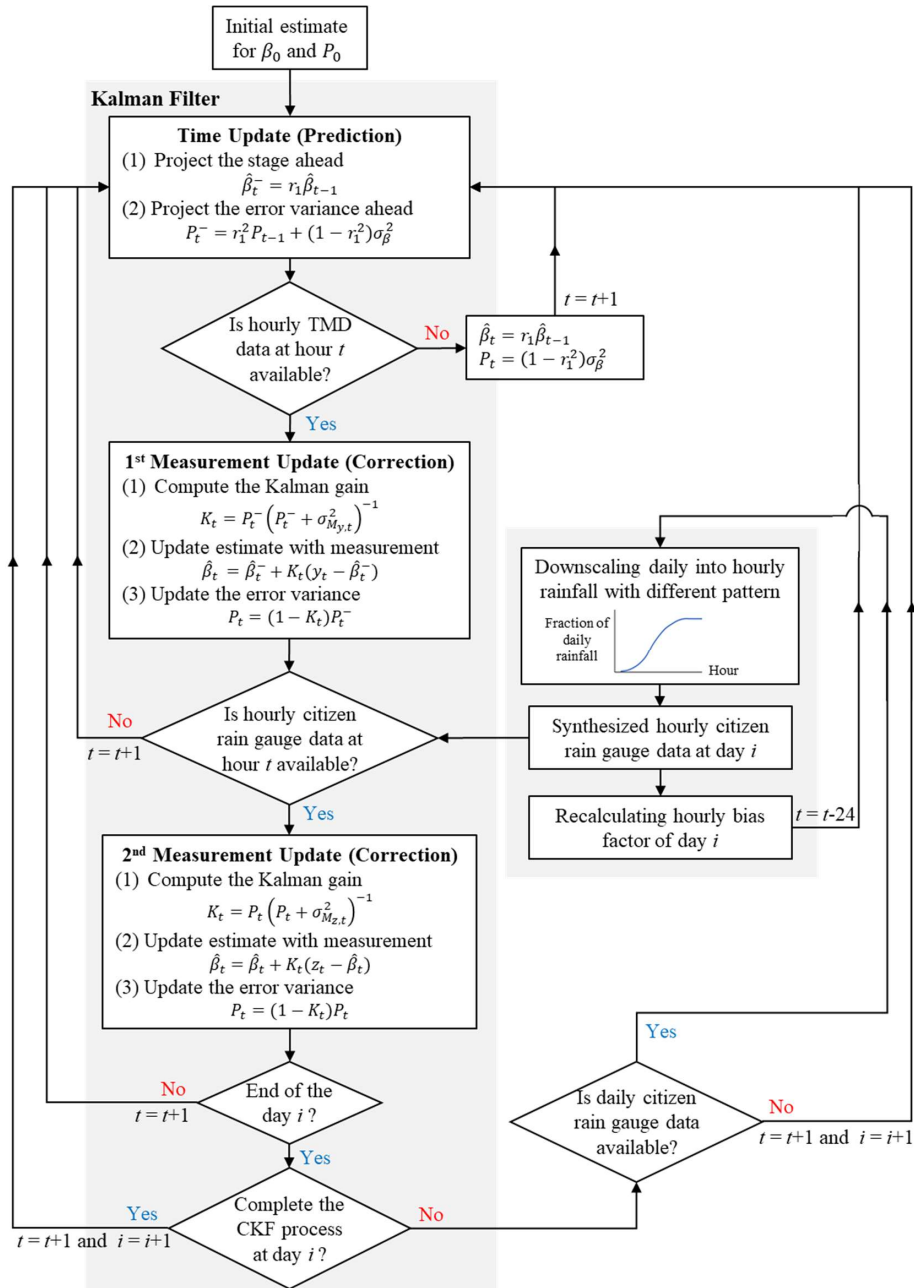 Initial estimate
for β₀ and P₀
Kalman Filter
Time Update (Prediction)
(1) Project the stage ahead
β̂ₜ⁻ = r₁β̂ₜ₋₁
(2) Project the error variance ahead
Pₜ⁻ = r₁²Pₜ₋₁ + (1 − r₁²)σ_β²
Is hourly TMD
data at hour t
available?
No
t = t+1
β̂ₜ = r₁β̂ₜ₋₁
Pₜ = (1 − r₁²)σ_β²
Yes
1st Measurement Update (Correction)
(1) Compute the Kalman gain
Kₜ = Pₜ⁻(Pₜ⁻ + σ²_{M_{y,t}})⁻¹
(2) Update estimate with measurement
β̂ₜ = β̂ₜ⁻ + Kₜ(yₜ − β̂ₜ⁻)
(3) Update the error variance
Pₜ = (1 − Kₜ)Pₜ⁻
Downscaling daily into hourly
rainfall with different pattern
Fraction of
daily
rainfall
Hour
Synthesized hourly citizen
rain gauge data at day i
Recalculating hourly bias
factor of day i
t = t-24
Is hourly citizen
rain gauge data at
hour t available?
No
t = t+1
Yes
2nd Measurement Update (Correction)
(1) Compute the Kalman gain
Kₜ = Pₜ(Pₜ + σ²_{M_{z,t}})⁻¹
(2) Update estimate with measurement
β̂ₜ = β̂ₜ + Kₜ(zₜ − β̂ₜ)
(3) Update the error variance
Pₜ = (1 − Kₜ)Pₜ
End of the
day i ?
No
t = t+1
Yes
Complete the
CKF process
at day i ?
Yes
t = t+1 and i = i+1
No
Is daily citizen
rain gauge data
available?
Yes
No
t = t+1 and i = i+1